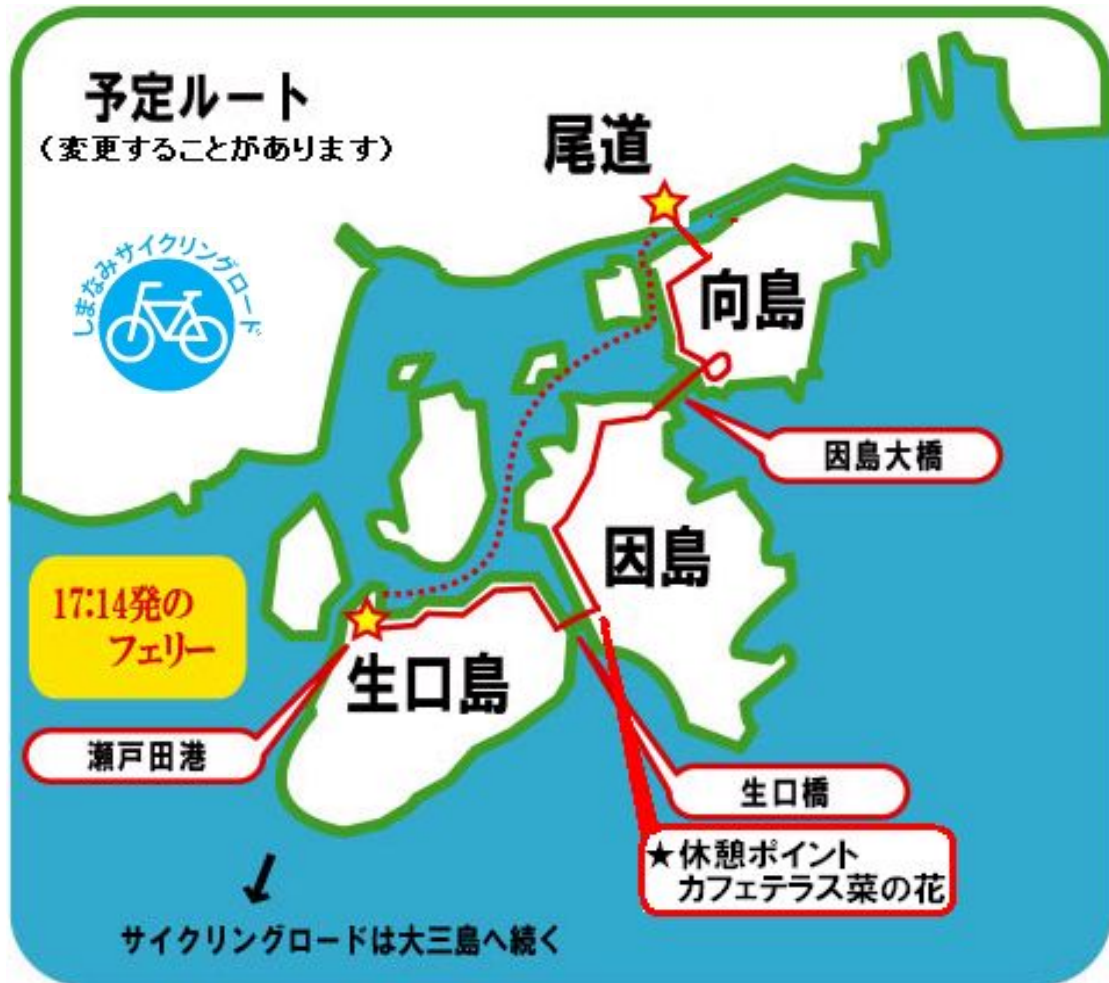 予定ルート
(変更することがあります)
尾道
しまなみサイクリングロード
向島
因島大橋
因島
17:14発の
フェリー
生口島
瀬戸田港
生口橋
★休憩ポイント
カフェテラス菜の花
サイクリングロードは大三島へ続く